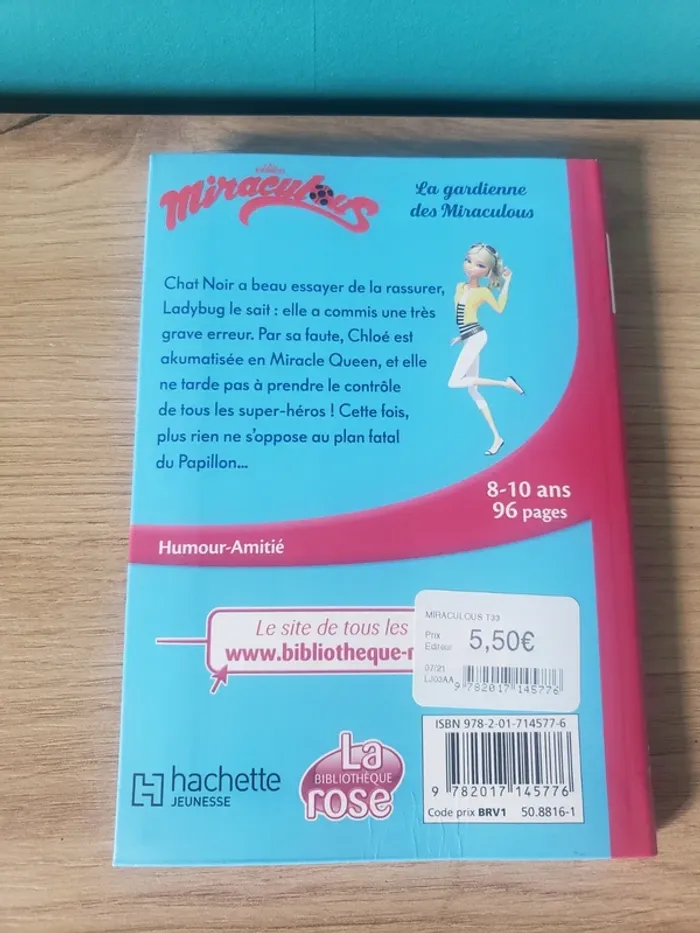 Miraculous
La gardienne
des Miraculous
Chat Noir a beau essayer de la rassurer,
Ladybug le sait : elle a commis une très
grave erreur. Par sa faute, Chloé est
akumatisée en Miracle Queen, et elle
ne tarde pas à prendre le contrôle
de tous les super-héros ! Cette fois,
plus rien ne s'oppose au plan fatal
du Papillon...
8-10 ans
96 pages
Humour-Amitié
Le site de tous les
www.bibliotheque-r
MIRACULOUS T33
Prix
Editeur
5,50€
07/21
LJ03AA
9 782017 145776
ISBN 978-2-01-714577-6
9 782017 145776
Code prix BRV1 50.8816-1
hachette
JEUNESSE
La
BIBLIOTHÈQUE
rose